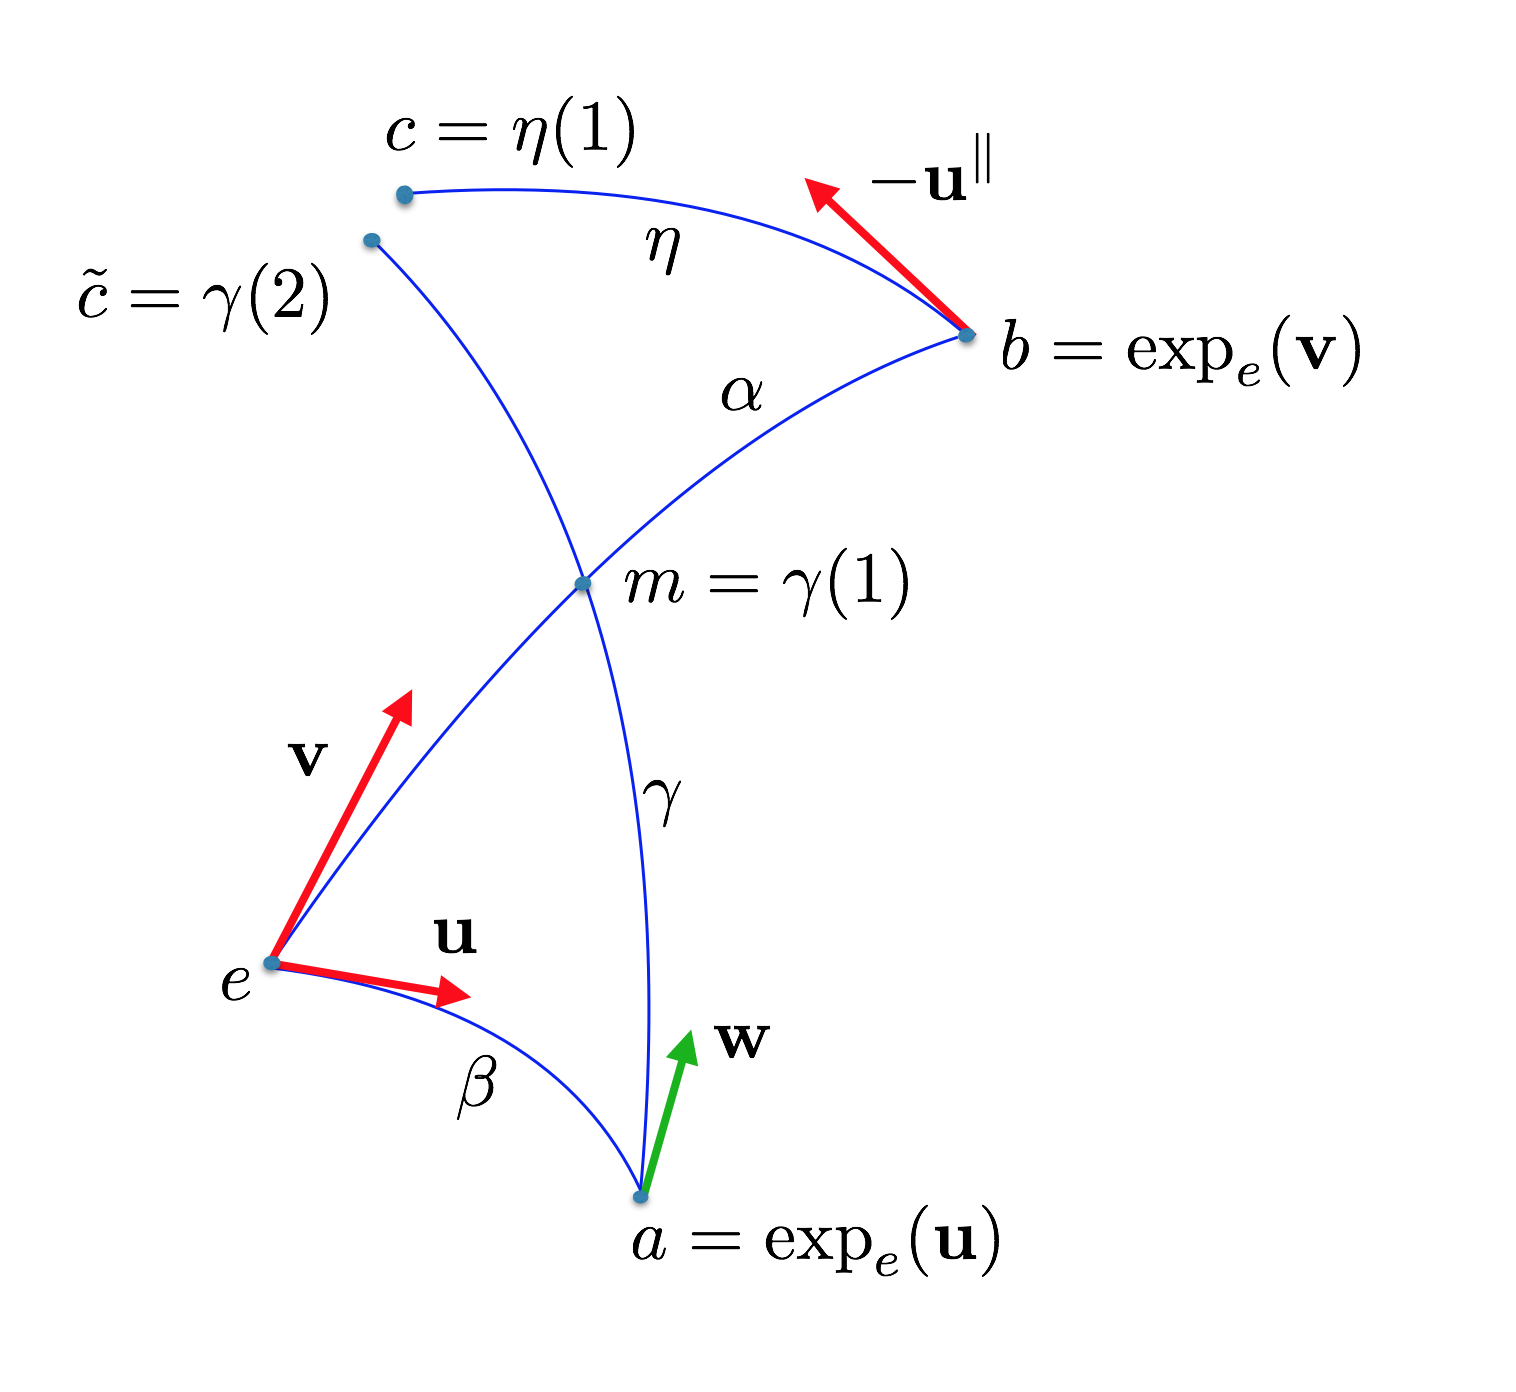 c = η(1)
−𝐮^∥
η
c̃ = γ(2)
b = exp_e(𝐯)
α
m = γ(1)
𝐯
γ
𝐮
e
𝐰
β
a = exp_e(𝐮)